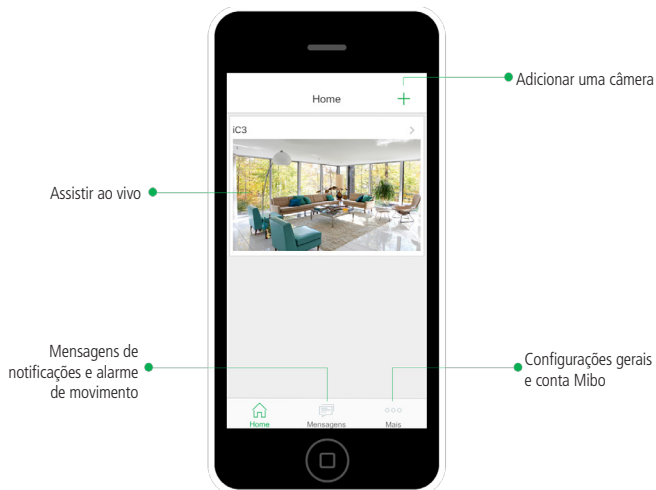 Home
Adicionar uma câmera
iC3
Assistir ao vivo
Mensagens de
notificações e alarme
de movimento
Configurações gerais
e conta Mibo
Home
Mensagens
Mais